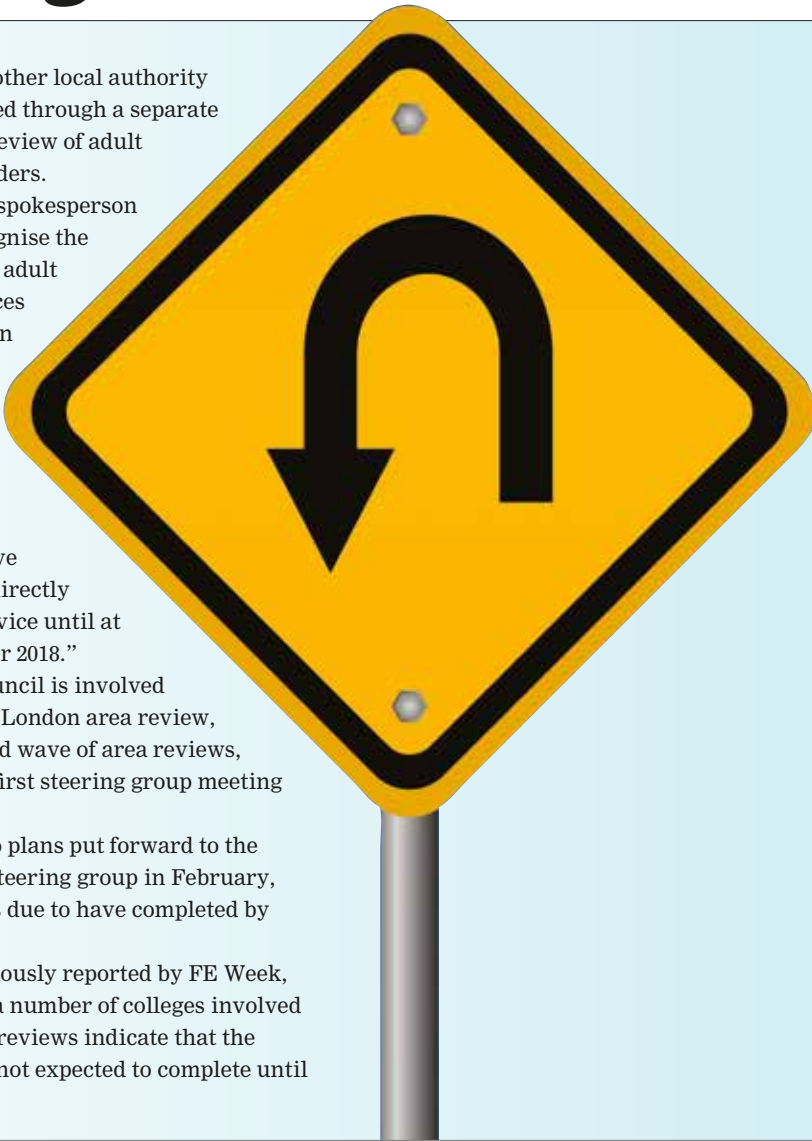 g
other local authority
ed through a separate
eview of adult
ders.
spokesperson
gnise the
adult
ces
n
ve
irectly
vice until at
r 2018.”
uncil is involved
London area review,
d wave of area reviews,
first steering group meeting
o plans put forward to the
teering group in February,
s due to have completed by
iously reported by FE Week,
a number of colleges involved
reviews indicate that the
not expected to complete until